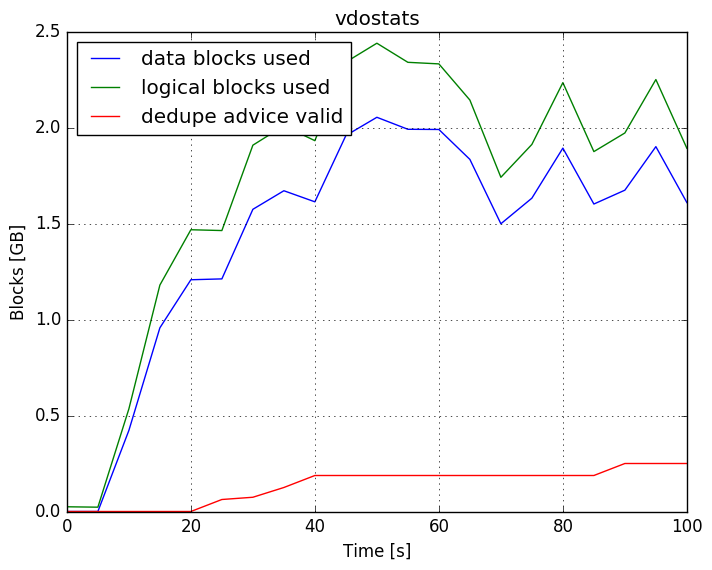 vdostats
data blocks used
logical blocks used
dedupe advice valid
Blocks [GB]
2.5
2.0
1.5
1.0
0.5
0.0
0 20 40 60 80 100
Time [s]